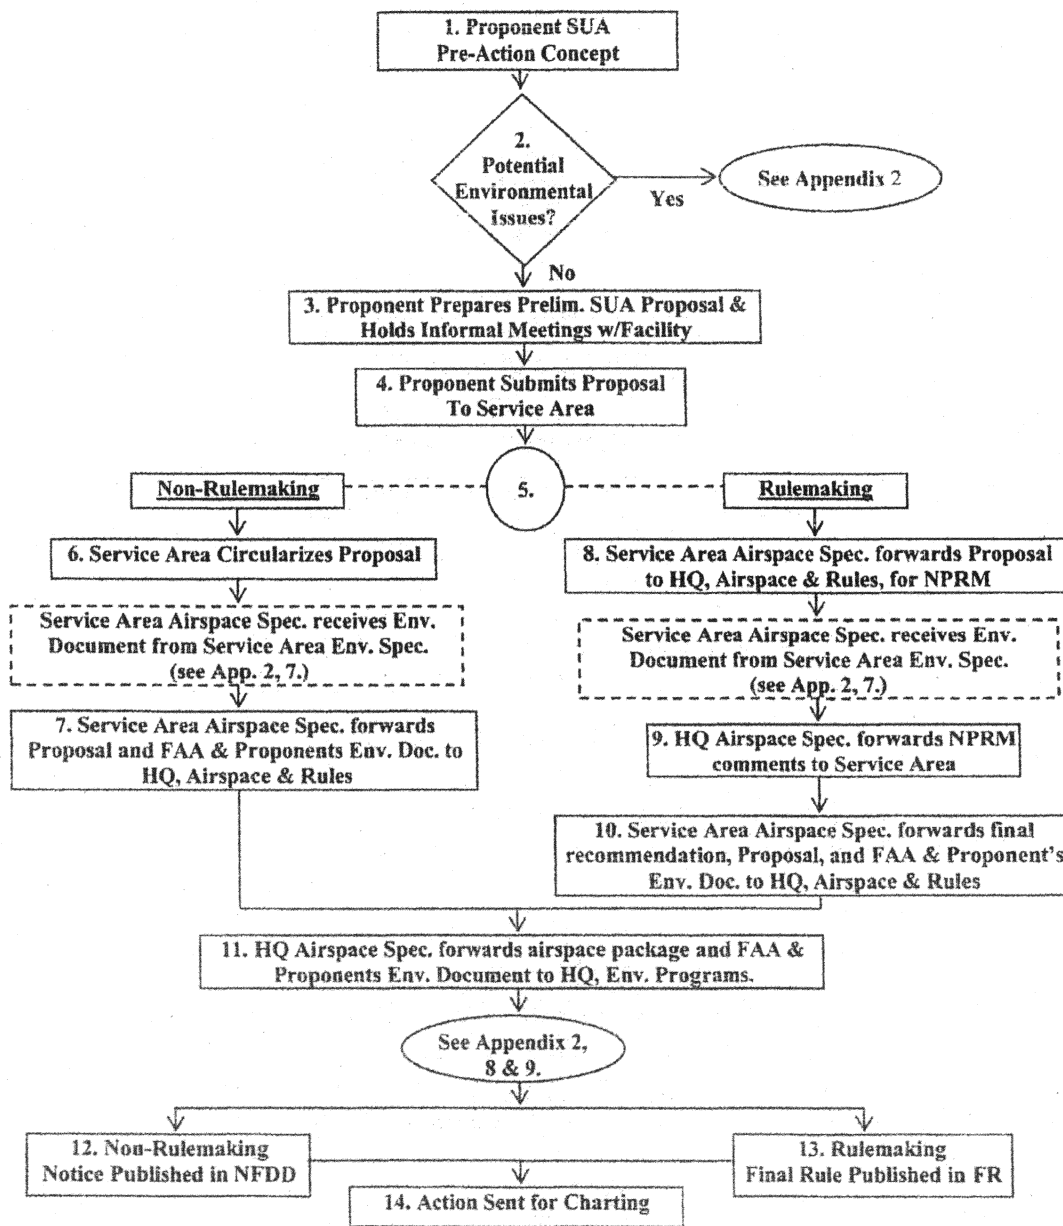 1. Proponent SUA
Pre-Action Concept
2.
Potential
Environmental
Issues?
Yes
See Appendix 2
No
3. Proponent Prepares Prelim. SUA Proposal &
Holds Informal Meetings w/Facility
4. Proponent Submits Proposal
To Service Area
Non-Rulemaking
5.
Rulemaking
6. Service Area Circularizes Proposal
Service Area Airspace Spec. receives Env.
Document from Service Area Env. Spec.
(see App. 2, 7.)
7. Service Area Airspace Spec. forwards
Proposal and FAA & Proponents Env. Doc. to
HQ, Airspace & Rules
8. Service Area Airspace Spec. forwards Proposal
to HQ, Airspace & Rules, for NPRM
Service Area Airspace Spec. receives Env.
Document from Service Area Env. Spec.
(see App. 2, 7.)
9. HQ Airspace Spec. forwards NPRM
comments to Service Area
10. Service Area Airspace Spec. forwards final
recommendation, Proposal, and FAA & Proponent's
Env. Doc. to HQ, Airspace & Rules
11. HQ Airspace Spec. forwards airspace package and FAA &
Proponents Env. Document to HQ, Env. Programs.
See Appendix 2,
8 & 9.
12. Non-Rulemaking
Notice Published in NFDD
13. Rulemaking
Final Rule Published in FR
14. Action Sent for Charting